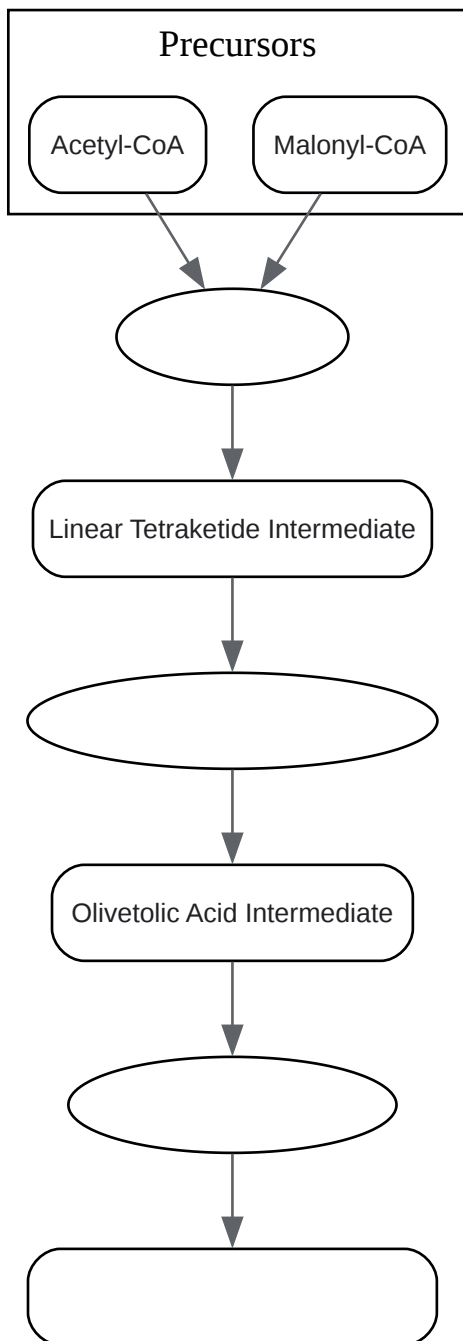 Precursors
Acetyl-CoA
Malonyl-CoA
Linear Tetraketide Intermediate
Olivetolic Acid Intermediate